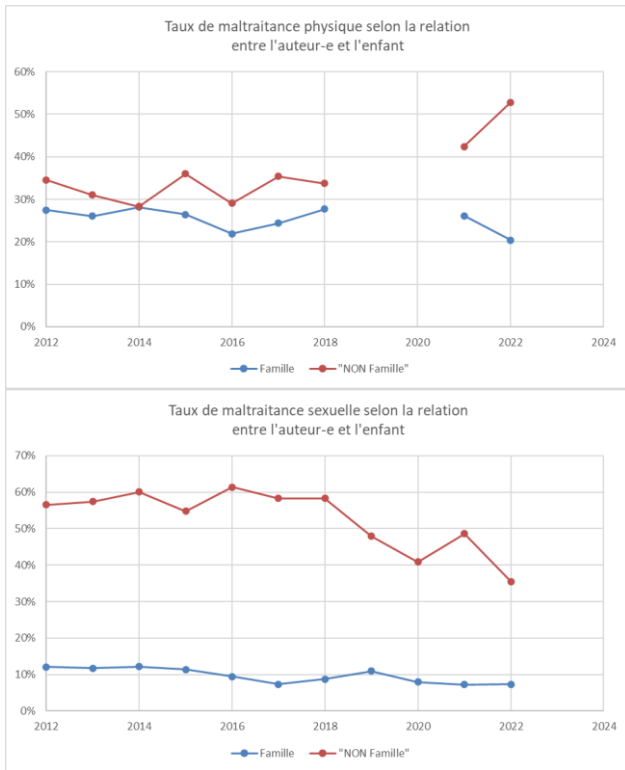 Taux de maltraitance physique selon la relation
entre l'auteur-e et l'enfant
60%
50%
40%
30%
20%
10%
0%
2012 2014 2016 2018 2020 2022 2024
Famille "NON Famille"
Taux de maltraitance sexuelle selon la relation
entre l'auteur-e et l'enfant
70%
60%
50%
40%
30%
20%
10%
0%
2012 2014 2016 2018 2020 2022 2024
Famille "NON Famille"